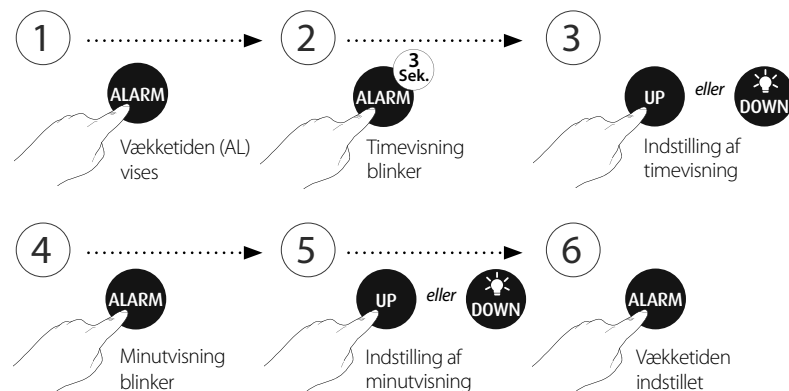 1
ALARM
Vækketiden (AL)
vises
2
3
Sek.
ALARM
Timevisning
blinker
3
UP eller DOWN
Indstilling af
timevisning
4
ALARM
Minutvisning
blinker
5
UP eller DOWN
Indstilling af
minutvisning
6
ALARM
Vækketiden
indstillet